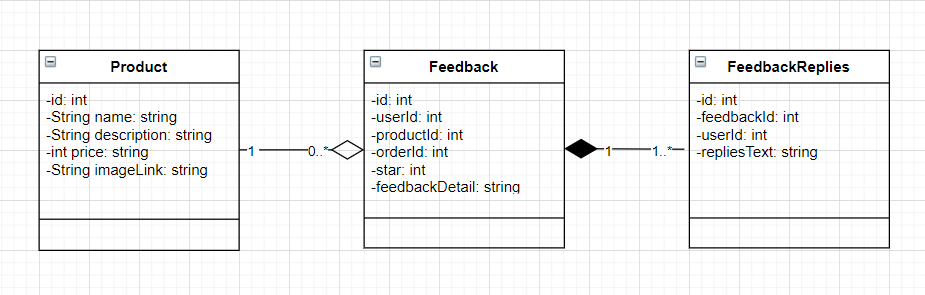 Product
-id: int
-String name: string
-String description: string
-int price: string
-String imageLink: string
1
0..*
Feedback
-id: int
-userId: int
-productId: int
-orderId: int
-star: int
-feedbackDetail: string
1
1..*
FeedbackReplies
-id: int
-feedbackId: int
-userId: int
-repliesText: string